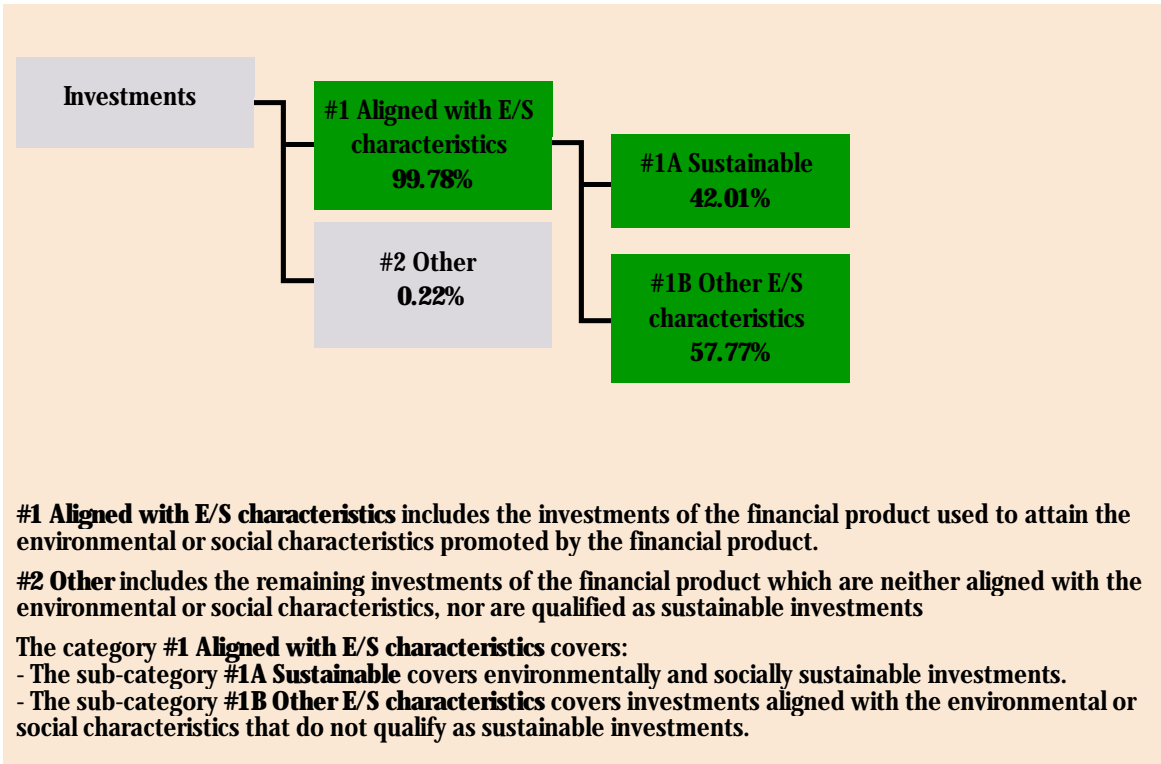 Investments
#1 Aligned with E/S
characteristics
99.78%
#2 Other
0.22%
#1A Sustainable
42.01%
#1B Other E/S
characteristics
57.77%
#1 Aligned with E/S characteristics includes the investments of the financial product used to attain the
environmental or social characteristics promoted by the financial product.
#2 Other includes the remaining investments of the financial product which are neither aligned with the
environmental or social characteristics, nor are qualified as sustainable investments
The category #1 Aligned with E/S characteristics covers:
- The sub-category #1A Sustainable covers environmentally and socially sustainable investments.
- The sub-category #1B Other E/S characteristics covers investments aligned with the environmental or
social characteristics that do not qualify as sustainable investments.